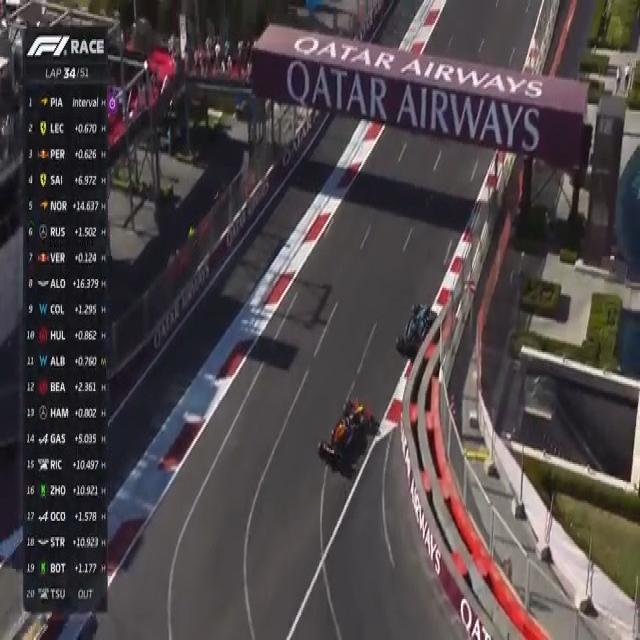 F1 RACE
LAP 34/51
1 PIA Interval H
2 LEC +0.670 H
3 PER +0.626 H
4 SAI +6.972 H
5 NOR +14.637 H
6 RUS +1.502 H
7 VER +0.124 H
8 ALO +16.379 H
9 COL +1.295 H
10 HUL +0.862 H
11 ALB +0.760 M
12 BEA +2.361 H
13 HAM +0.802 H
14 GAS +5.035 H
15 RIC +10.497 H
16 ZHO +10.921 H
17 OCO +1.578 H
18 STR +10.923 H
19 BOT +1.177 H
20 TSU OUT
QATAR AIRWAYS
QATAR AIRWAYS
QATAR AIRWAYS
AIRWAYS
QATAR